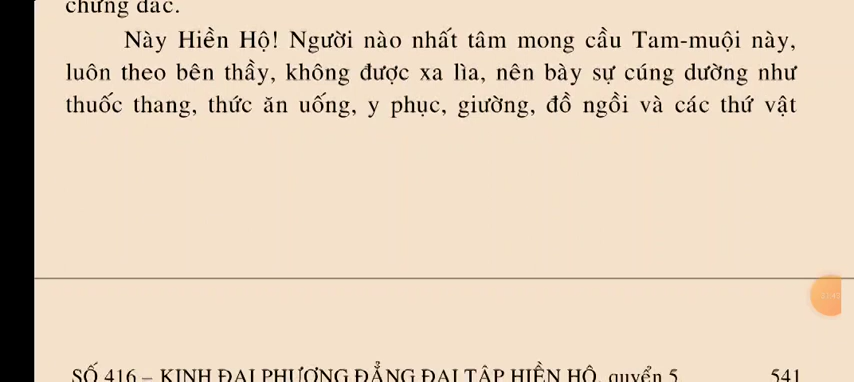 chứng đắc.
Này Hiền Hộ! Người nào nhất tâm mong cầu Tam-muội này,
luôn theo bên thầy, không được xa lìa, nên bày sự cúng dường như
thuốc thang, thức ăn uống, y phục, giường, đồ ngồi và các thứ vật
SỐ 416 – KINH ĐẠI PHƯƠNG ĐẲNG ĐẠI TẬP HIỀN HỘ, quyển 5 541